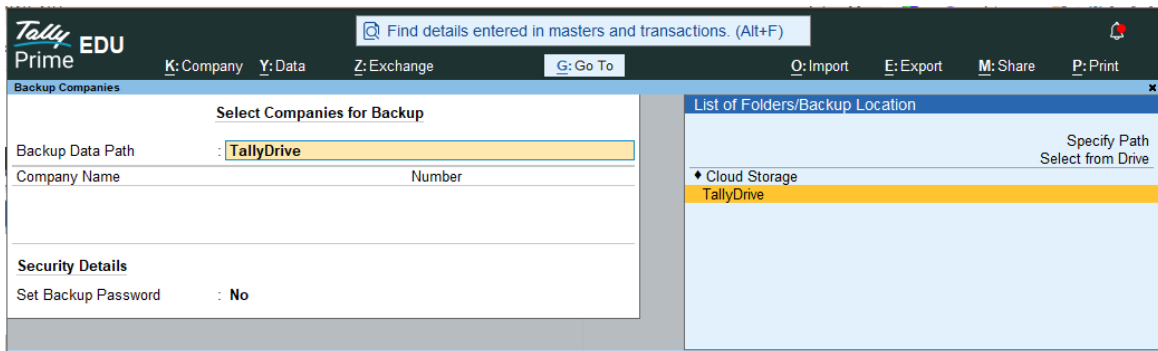 Tally EDU
Prime
Find details entered in masters and transactions. (Alt+F)
K: Company Y: Data Z: Exchange G: Go To O: Import E: Export M: Share P: Print
Backup Companies x
Select Companies for Backup
Backup Data Path : TallyDrive
Company Name Number
Security Details
Set Backup Password : No
List of Folders/Backup Location
Specify Path
Select from Drive
♦ Cloud Storage
TallyDrive